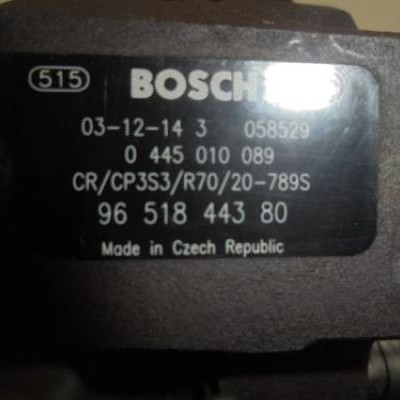 515 BOSCH
03-12-14 3 058529
0 445 010 089
CR/CP3S3/R70/20-789S
96 518 443 80
Made in Czech Republic